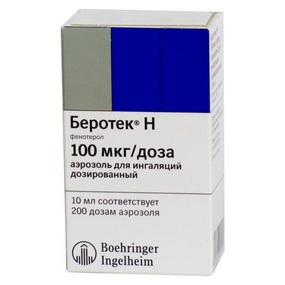 Беротек® Н
фенотерол
100 мкг/доза
аэрозоль для ингаляций
дозированный
10 мл соответствует
200 дозам аэрозоля
Boehringer
Ingelheim